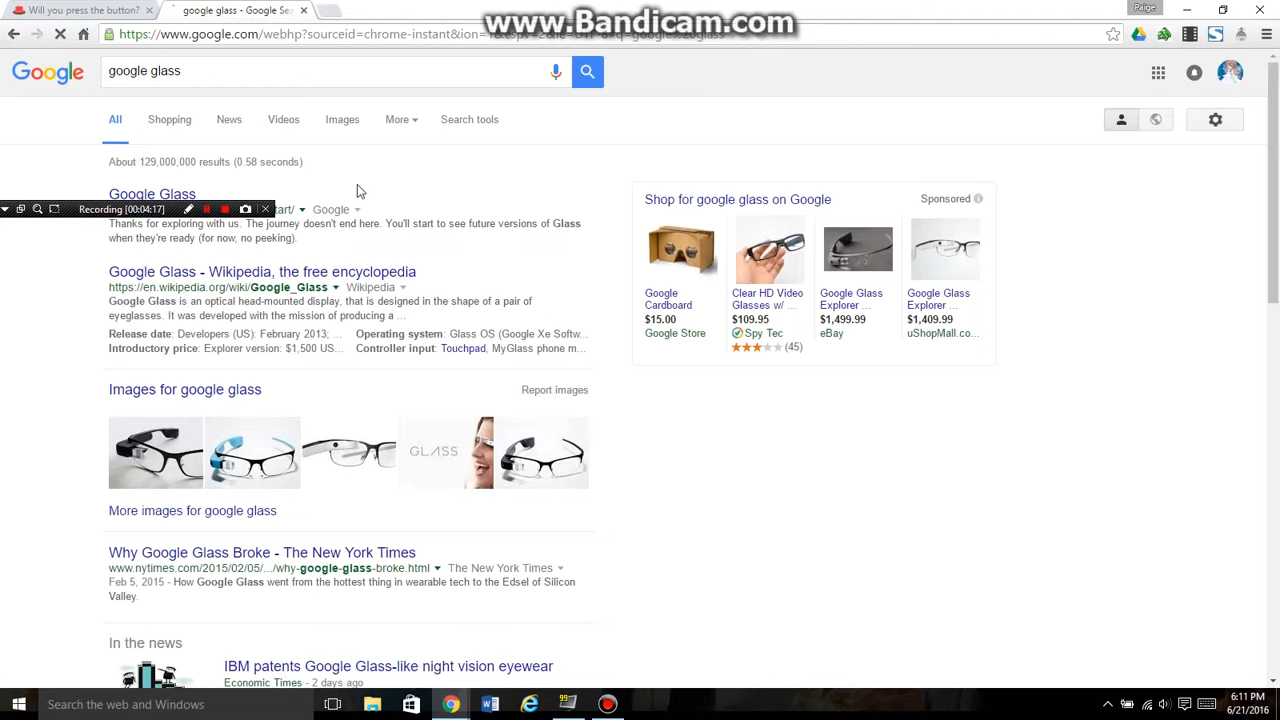 Will you press the button?
google glass - Google Sea
www.Bandicam.com
Paige
https://www.google.com/webhp?sourceid=chrome-instant&ion=
Google
google glass
All Shopping News Videos Images More Search tools
About 129,000,000 results (0.58 seconds)
Google Glass
Recording [00:04:17]
tart/ Google
Thanks for exploring with us. The journey doesn't end here. You'll start to see future versions of Glass
when they're ready (for now, no peeking).
Google Glass - Wikipedia, the free encyclopedia
https://en.wikipedia.org/wiki/Google_Glass Wikipedia
Google Glass is an optical head-mounted display, that is designed in the shape of a pair of
eyeglasses. It was developed with the mission of producing a ...
Release date: Developers (US): February 2013; ... Operating system: Glass OS (Google Xe Softw...
Introductory price: Explorer version: $1,500 US... Controller input: Touchpad, MyGlass phone m...
Images for google glass Report images
GLASS
More images for google glass
Why Google Glass Broke - The New York Times
www.nytimes.com/2015/02/05/.../why-google-glass-broke.html The New York Times
Feb 5, 2015 - How Google Glass went from the hottest thing in wearable tech to the Edsel of Silicon
Valley.
In the news
IBM patents Google Glass-like night vision eyewear
Economic Times - 2 days ago
Shop for google glass on Google Sponsored
Google
Cardboard
$15.00
Google Store
Clear HD Video
Glasses w/ ...
$109.95
Spy Tec
(45)
Google Glass
Explorer ...
$1,499.99
eBay
Google Glass
Explorer ...
$1,409.99
uShopMall.co...
Search the web and Windows
6:11 PM
6/21/2016